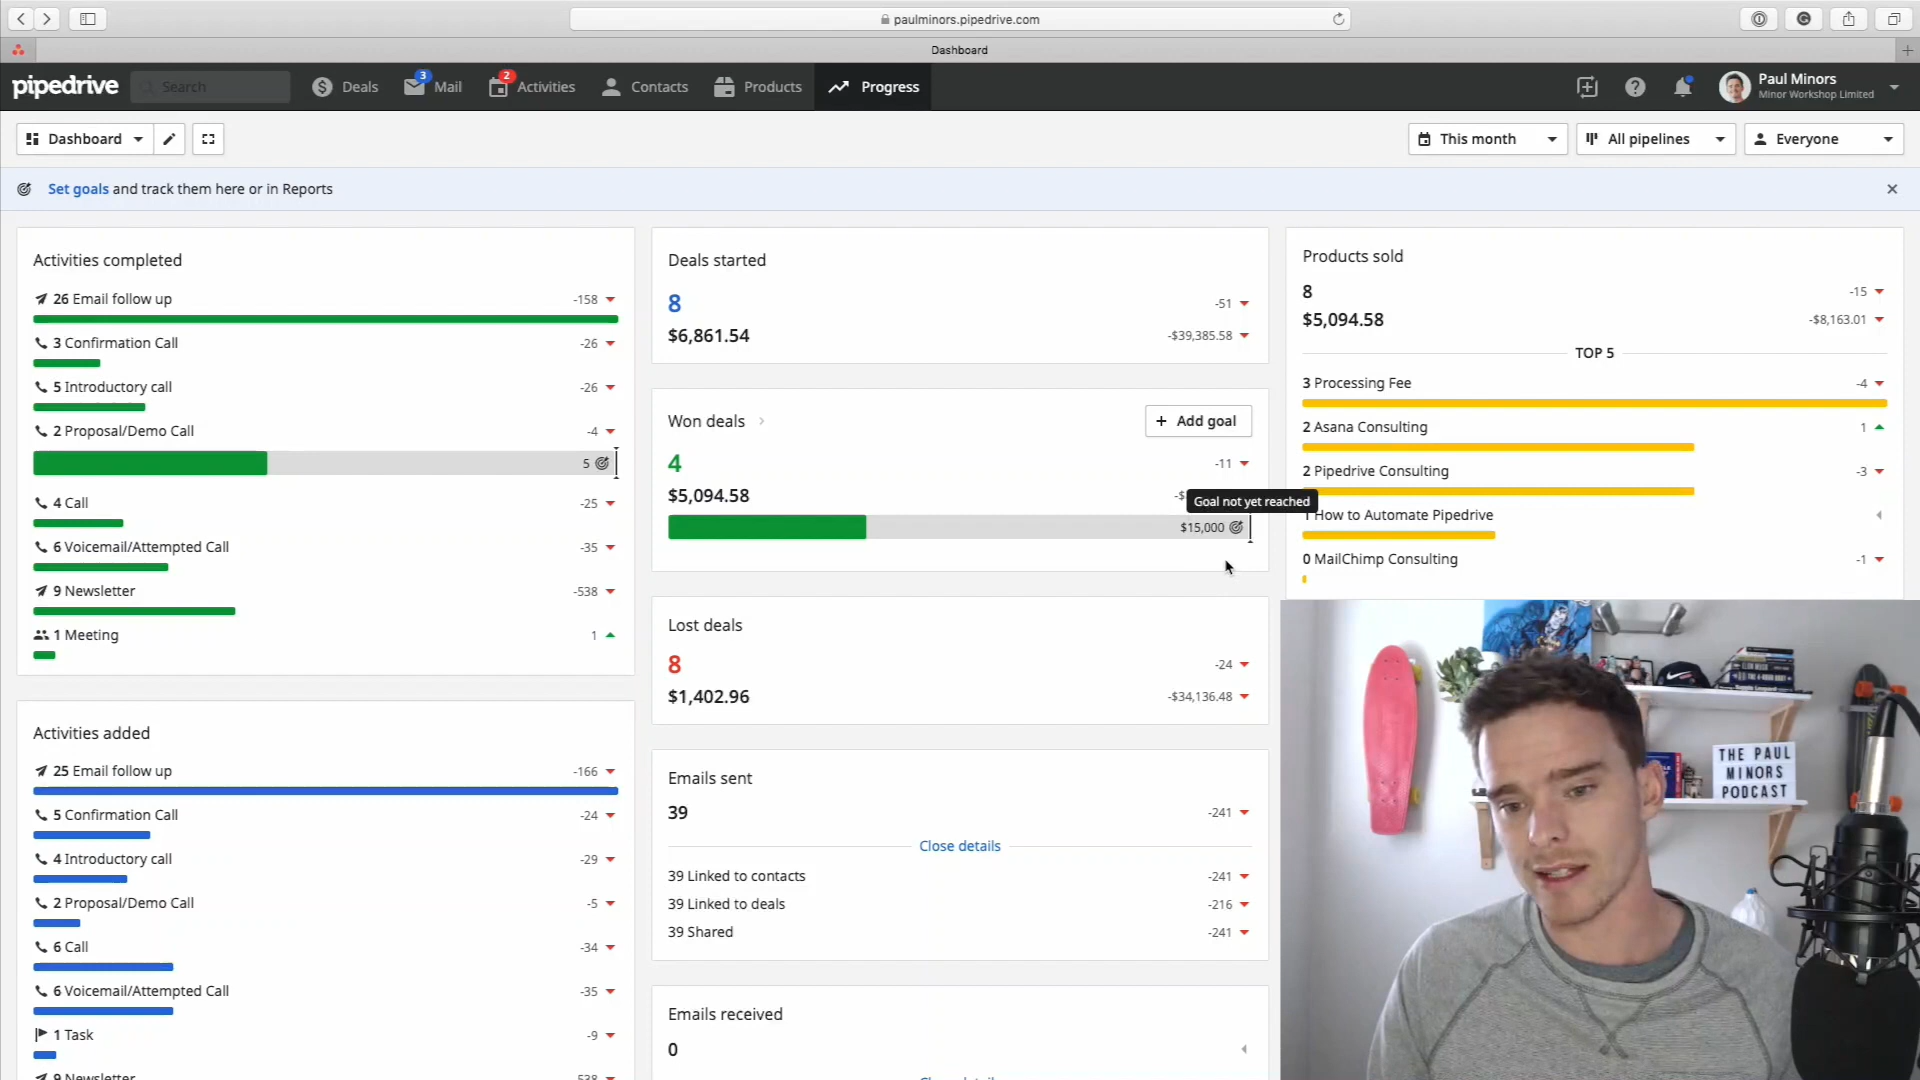 paulminors.pipedrive.com
Dashboard
pipedrive
Search
Deals
3
Mail
2
Activities
Contacts
Products
Progress
Paul Minors
Minor Workshop Limited
Dashboard
This month
All pipelines
Everyone
Set goals and track them here or in Reports
Activities completed
26 Email follow up -158
3 Confirmation Call -26
5 Introductory call -26
2 Proposal/Demo Call -4
5
4 Call -25
6 Voicemail/Attempted Call -35
9 Newsletter -538
1 Meeting 1
Activities added
25 Email follow up -166
5 Confirmation Call -24
4 Introductory call -29
2 Proposal/Demo Call -5
6 Call -34
6 Voicemail/Attempted Call -35
1 Task -9
9 Newsletter
Deals started
8 -51
$6,861.54 -$39,385.58
Won deals
+ Add goal
4 -11
$5,094.58
Goal not yet reached
$15,000
Lost deals
8 -24
$1,402.96 -$34,136.48
Emails sent
39 -241
Close details
39 Linked to contacts -241
39 Linked to deals -216
39 Shared -241
Emails received
0
Products sold
8 -15
$5,094.58 -$8,163.01
TOP 5
3 Processing Fee -4
2 Asana Consulting 1
2 Pipedrive Consulting -3
1 How to Automate Pipedrive
0 MailChimp Consulting -1
THE PAUL
MINORS
PODCAST